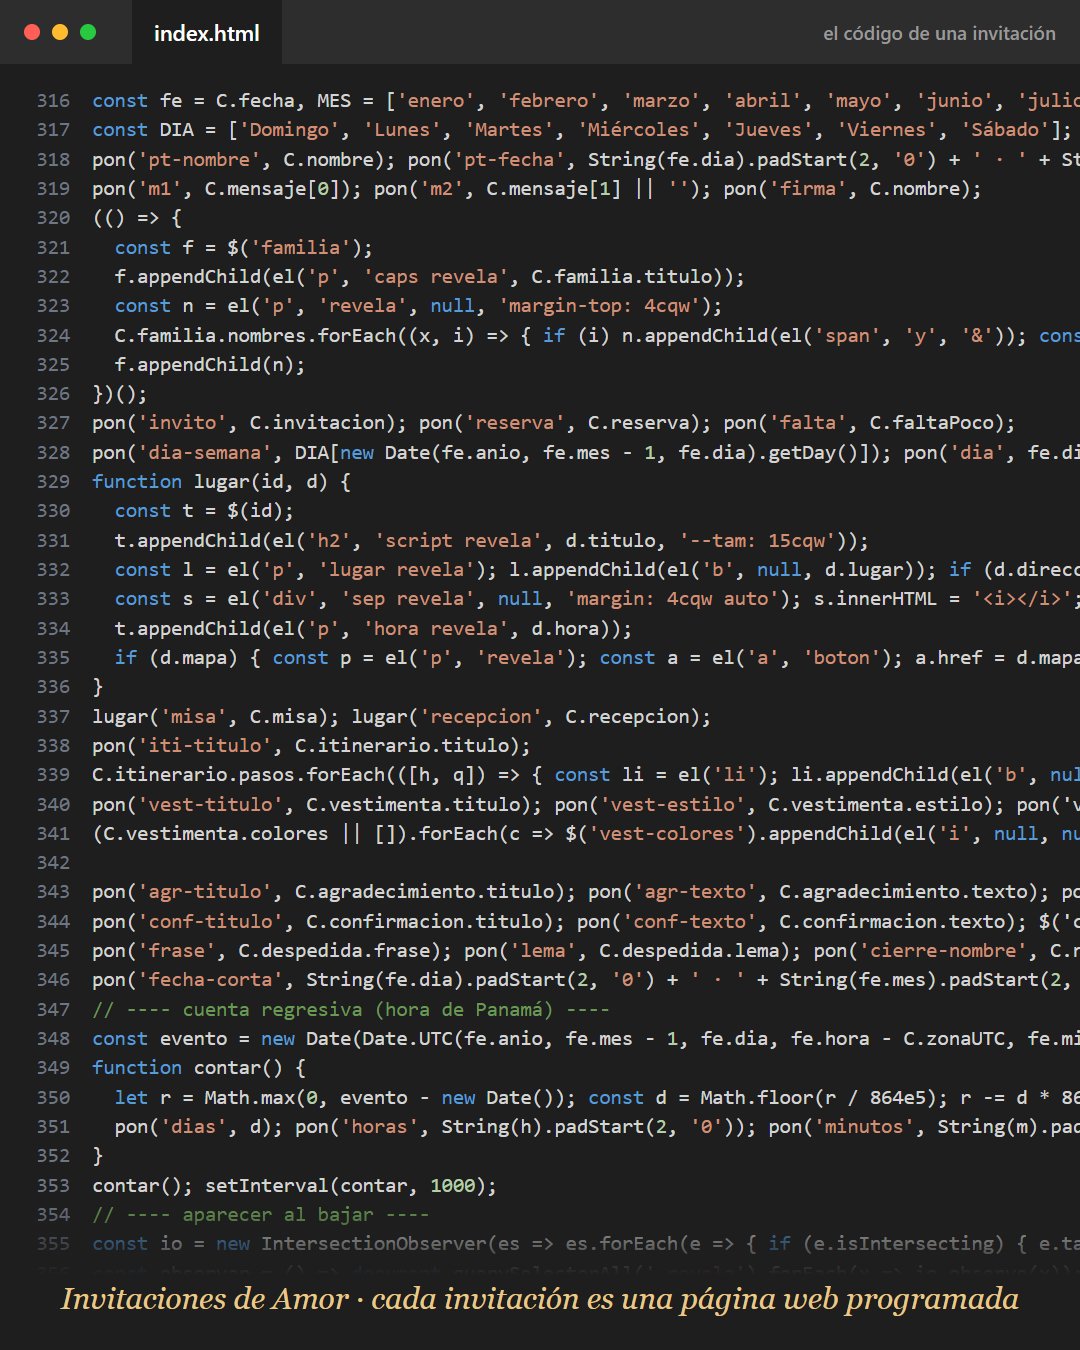 index.html
el código de una invitación
316 const fe = C.fecha, MES = ['enero', 'febrero', 'marzo', 'abril', 'mayo', 'junio', 'julio
317 const DIA = ['Domingo', 'Lunes', 'Martes', 'Miércoles', 'Jueves', 'Viernes', 'Sábado'];
318 pon('pt-nombre', C.nombre); pon('pt-fecha', String(fe.dia).padStart(2, '0') + ' · ' + St
319 pon('m1', C.mensaje[0]); pon('m2', C.mensaje[1] || ''); pon('firma', C.nombre);
320 (() => {
321   const f = $('familia');
322   f.appendChild(el('p', 'caps revela', C.familia.titulo));
323   const n = el('p', 'revela', null, 'margin-top: 4cqw');
324   C.familia.nombres.forEach((x, i) => { if (i) n.appendChild(el('span', 'y', '&')); cons
325   f.appendChild(n);
326 })();
327 pon('invito', C.invitacion); pon('reserva', C.reserva); pon('falta', C.faltaPoco);
328 pon('dia-semana', DIA[new Date(fe.anio, fe.mes - 1, fe.dia).getDay()]); pon('dia', fe.di
329 function lugar(id, d) {
330   const t = $(id);
331   t.appendChild(el('h2', 'script revela', d.titulo, '--tam: 15cqw'));
332   const l = el('p', 'lugar revela'); l.appendChild(el('b', null, d.lugar)); if (d.direcc
333   const s = el('div', 'sep revela', null, 'margin: 4cqw auto'); s.innerHTML = '<i></i>';
334   t.appendChild(el('p', 'hora revela', d.hora));
335   if (d.mapa) { const p = el('p', 'revela'); const a = el('a', 'boton'); a.href = d.mapa
336 }
337 lugar('misa', C.misa); lugar('recepcion', C.recepcion);
338 pon('iti-titulo', C.itinerario.titulo);
339 C.itinerario.pasos.forEach(([h, q]) => { const li = el('li'); li.appendChild(el('b', nul
340 pon('vest-titulo', C.vestimenta.titulo); pon('vest-estilo', C.vestimenta.estilo); pon('v
341 (C.vestimenta.colores || []).forEach(c => $('vest-colores').appendChild(el('i', null, nu
342
343 pon('agr-titulo', C.agradecimiento.titulo); pon('agr-texto', C.agradecimiento.texto); po
344 pon('conf-titulo', C.confirmacion.titulo); pon('conf-texto', C.confirmacion.texto); $('c
345 pon('frase', C.despedida.frase); pon('lema', C.despedida.lema); pon('cierre-nombre', C.n
346 pon('fecha-corta', String(fe.dia).padStart(2, '0') + ' · ' + String(fe.mes).padStart(2,
347 // ---- cuenta regresiva (hora de Panamá) ----
348 const evento = new Date(Date.UTC(fe.anio, fe.mes - 1, fe.dia, fe.hora - C.zonaUTC, fe.mi
349 function contar() {
350   let r = Math.max(0, evento - new Date()); const d = Math.floor(r / 864e5); r -= d * 86
351   pon('dias', d); pon('horas', String(h).padStart(2, '0')); pon('minutos', String(m).pad
352 }
353 contar(); setInterval(contar, 1000);
354 // ---- aparecer al bajar ----
355 const io = new IntersectionObserver(es => es.forEach(e => { if (e.isIntersecting) { e.ta
Invitaciones de Amor · cada invitación es una página web programada